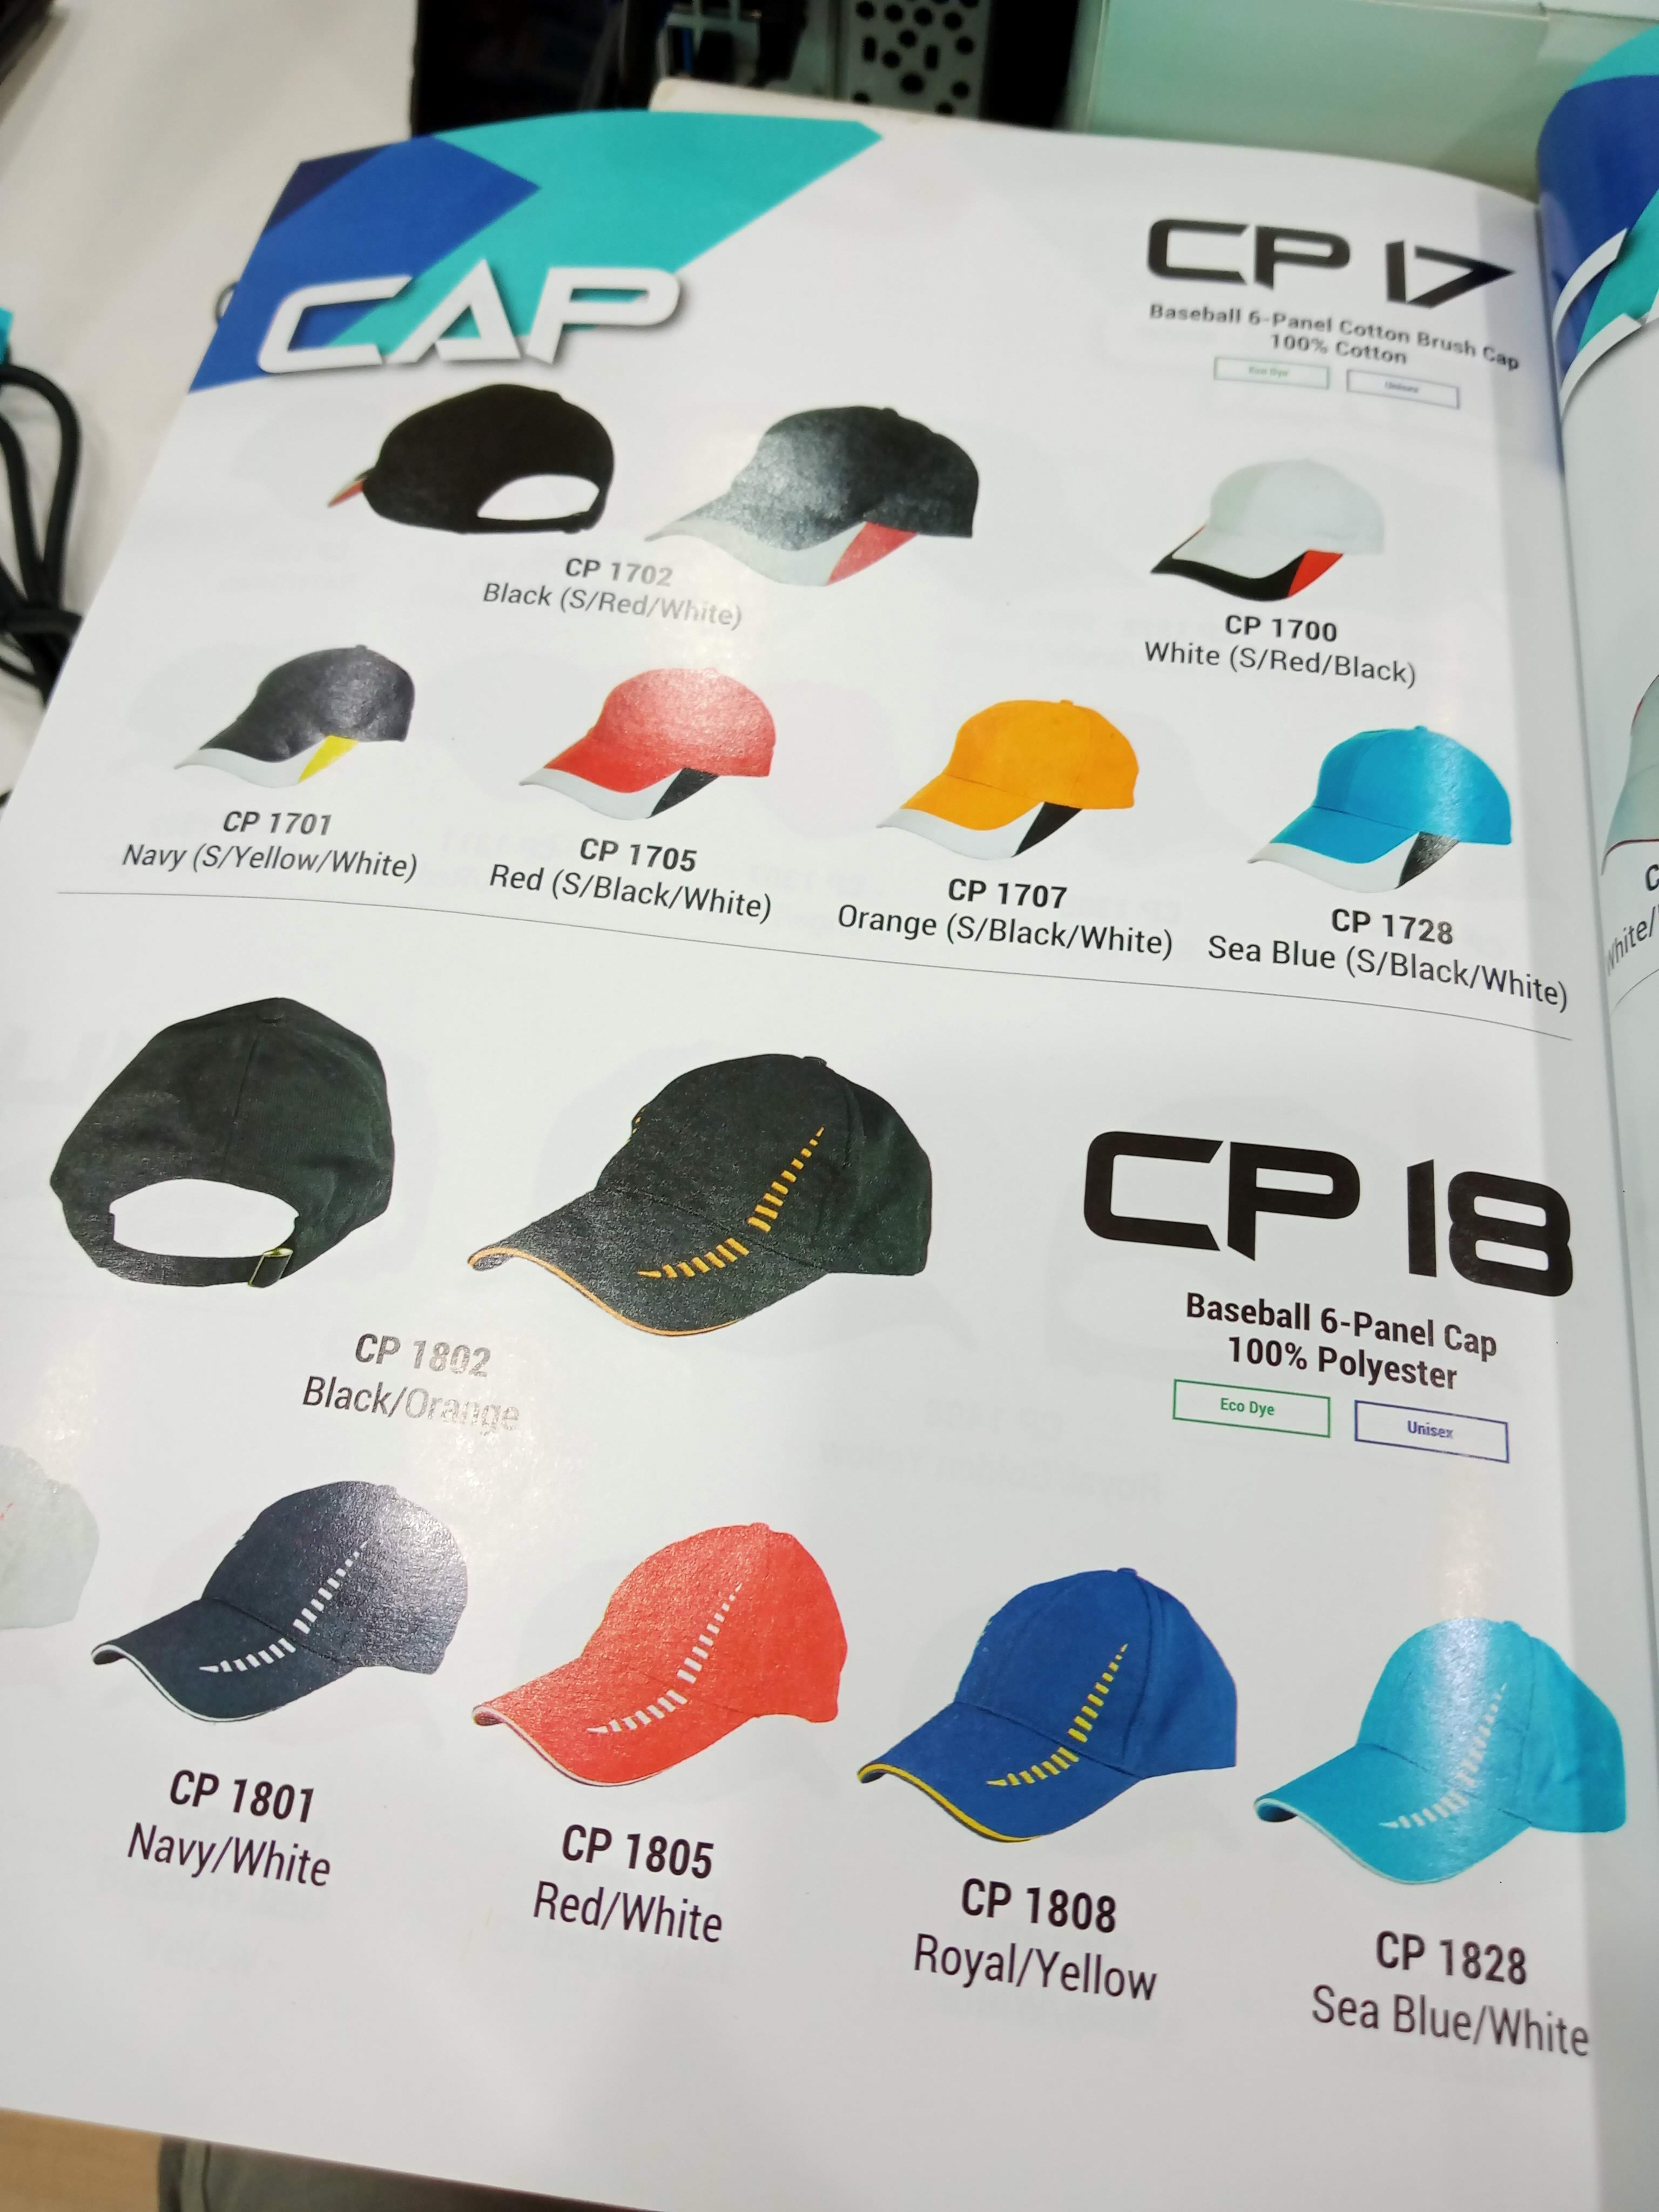 CAP
CP 17
Baseball 6-Panel Cotton Brush Cap
100% Cotton
Eco Dye
Unisex
CP 1702
Black (S/Red/White)
CP 1700
White (S/Red/Black)
CP 1701
Navy (S/Yellow/White)
CP 1705
Red (S/Black/White)
CP 1707
Orange (S/Black/White)
CP 1728
Sea Blue (S/Black/White)
CP 18
Baseball 6-Panel Cap
100% Polyester
Eco Dye
Unisex
CP 1802
Black/Orange
CP 1801
Navy/White
CP 1805
Red/White
CP 1808
Royal/Yellow
CP 1828
Sea Blue/White